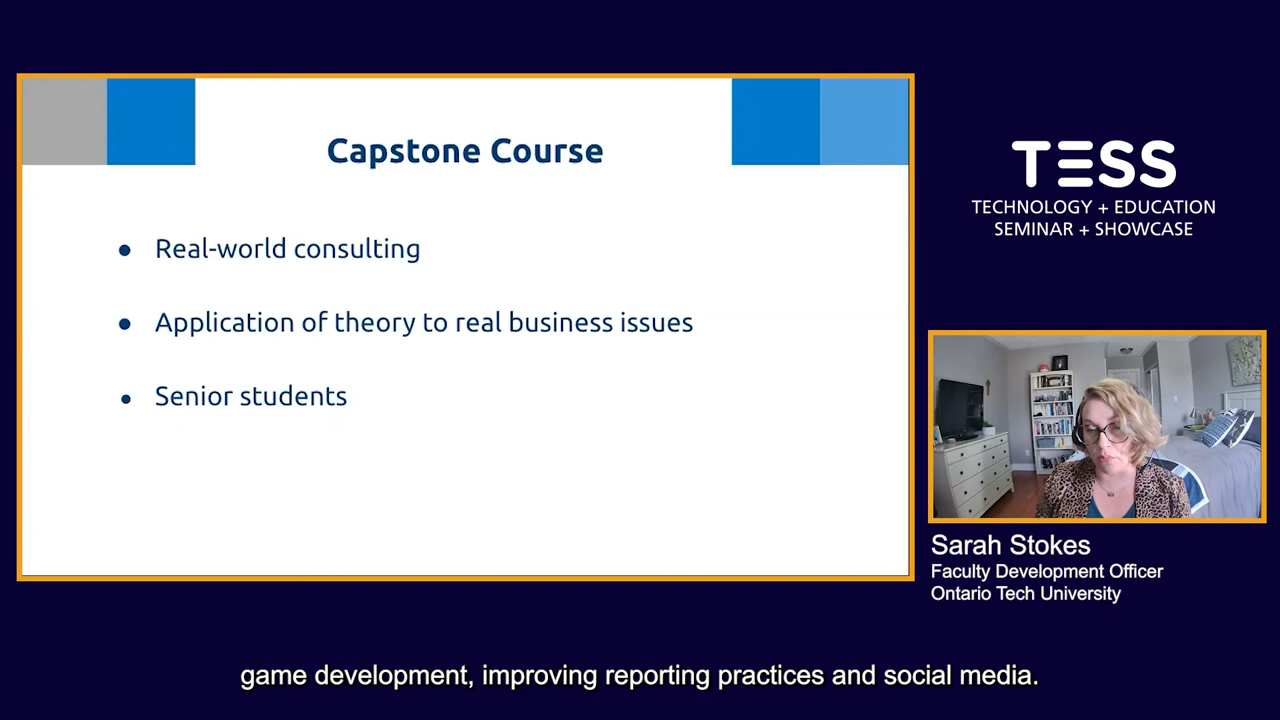 Capstone Course
● Real-world consulting
● Application of theory to real business issues
● Senior students
TESS
TECHNOLOGY + EDUCATION
SEMINAR + SHOWCASE
Sarah Stokes
Faculty Development Officer
Ontario Tech University
game development, improving reporting practices and social media.